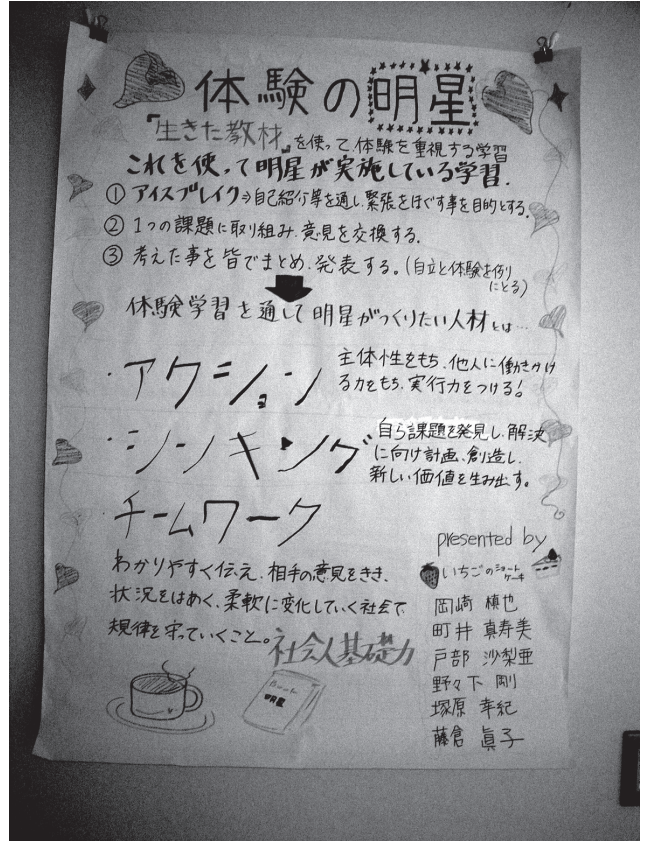 体験の明星
「生きた教材」を使って体験を重視する学習
これを使って明星が実施している学習.
① アイスブレイク⇒自己紹介等を通し、緊張をほぐす事を目的とする。
② 1つの課題に取り組み、意見を交換する。
③ 考えた事を皆でまとめ、発表する。(自立と体験を例に
にとる)
体験学習を通して明星がつくりたい人材とは…
・アクション
主体性をもち、他人に働きかけ
る力をもち、実行力をつける!
・シンキング
自ら課題を発見し、解決
に向け計画、創造し、
新しい価値を生み出す。
チームワーク
わかりやすく伝え、相手の意見をきき、
状況をはあく、柔軟に変化していく社会で
規律を守っていくこと。
社会人基礎力
presented by
いちごのショートケーキ
岡崎 槙也
町井 真寿美
戸部 沙梨亜
野々下 剛
塚原 幸紀
藤倉 眞子
明星